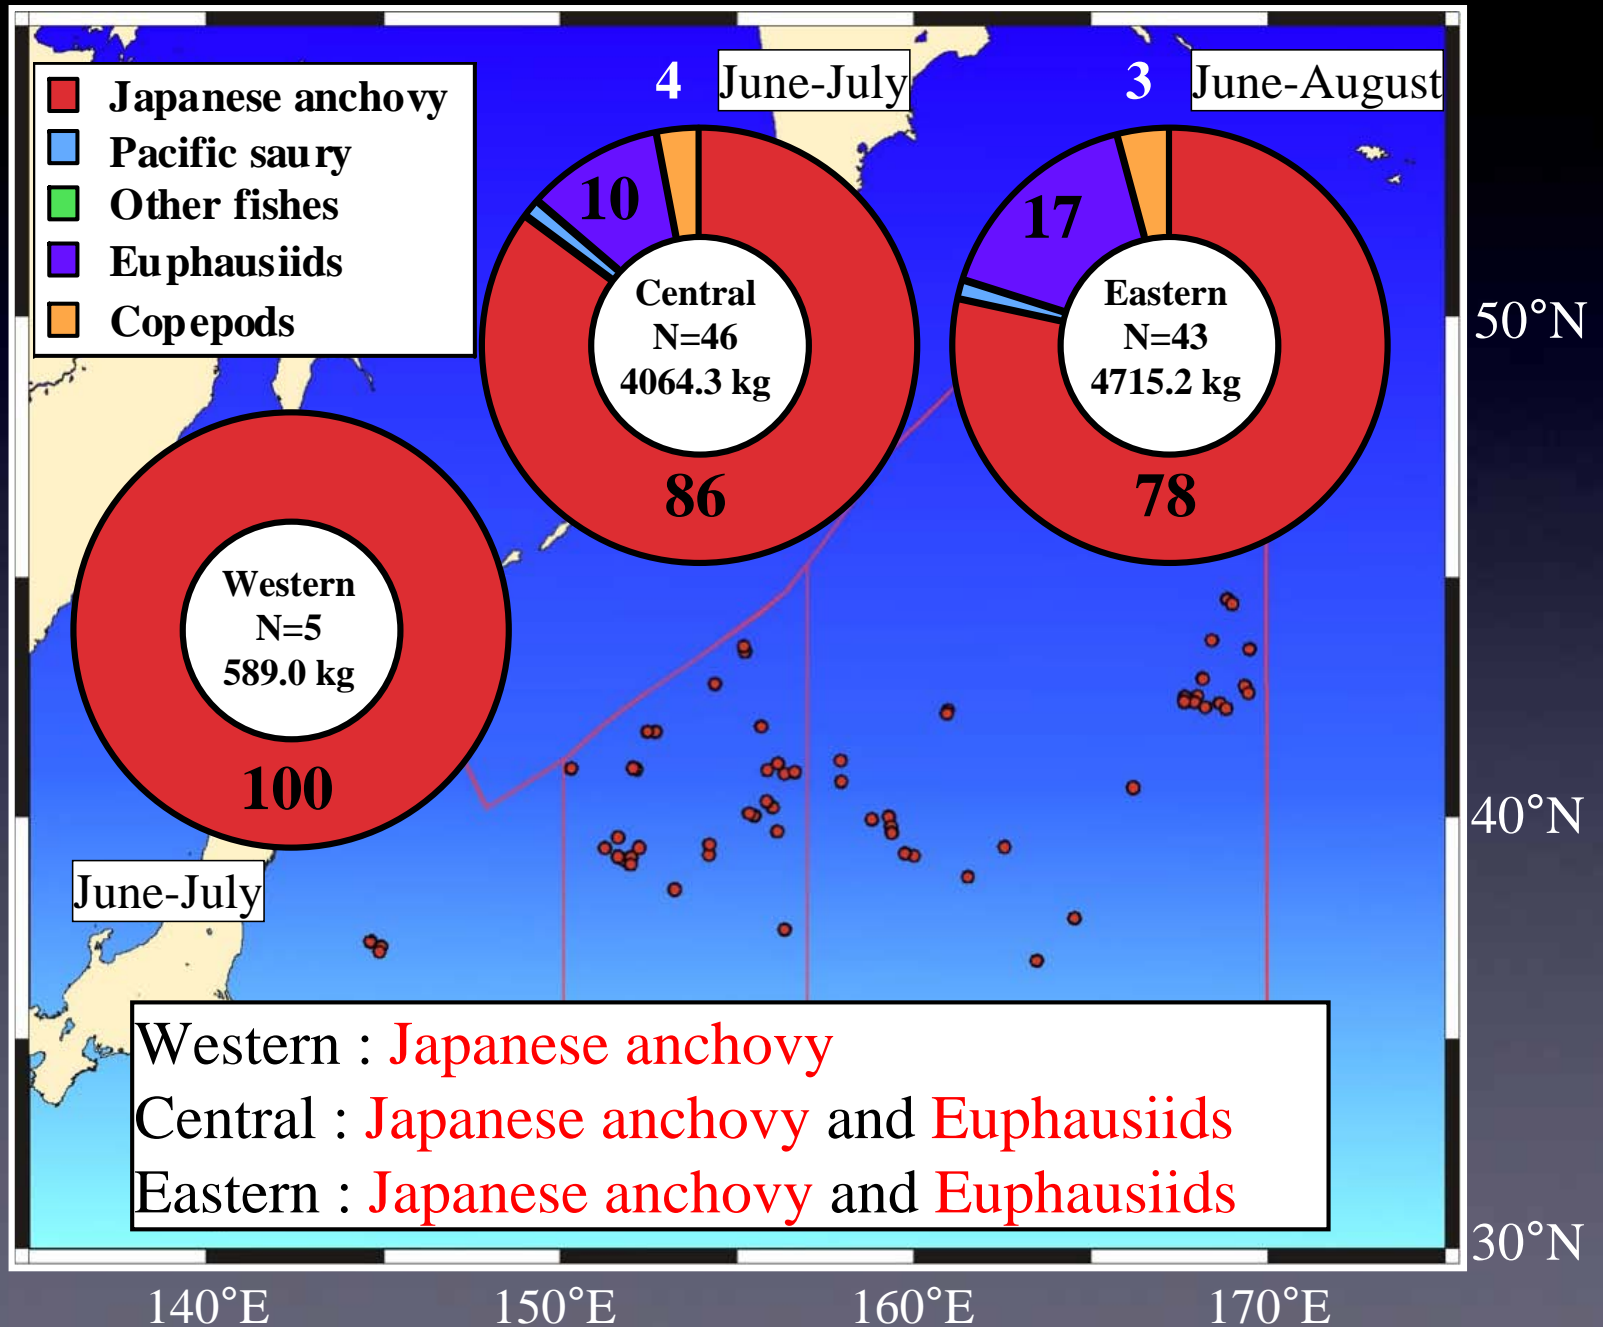 4 June-July
3 June-August
Japanese anchovy
Pacific saury
Other fishes
Euphausiids
Copepods
10
17
Central
N=46
4064.3 kg
Eastern
N=43
4715.2 kg
50°N
86
78
Western
N=5
589.0 kg
100
40°N
June-July
Western : Japanese anchovy
Central : Japanese anchovy and Euphausiids
Eastern : Japanese anchovy and Euphausiids
30°N
140°E 150°E 160°E 170°E